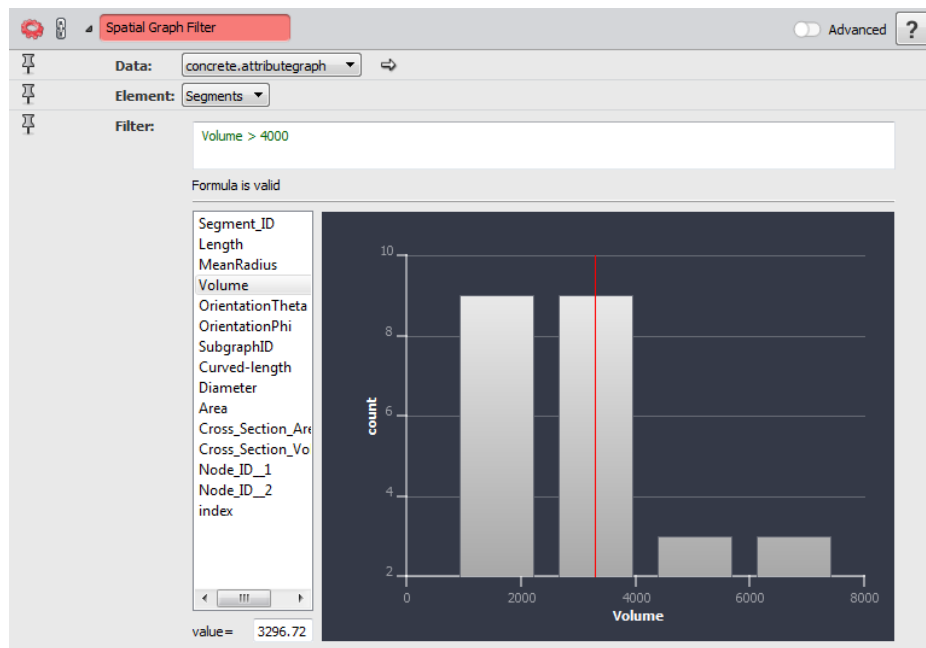 Spatial Graph Filter
Advanced
?
Data:
concrete.attributegraph
Element:
Segments
Filter:
Volume > 4000
Formula is valid
Segment_ID
Length
MeanRadius
Volume
OrientationTheta
OrientationPhi
SubgraphID
Curved-length
Diameter
Area
Cross_Section_Are
Cross_Section_Vo
Node_ID__1
Node_ID__2
index
value= 3296.72
10
8
6
4
2
count
0 2000 4000 6000 8000
Volume